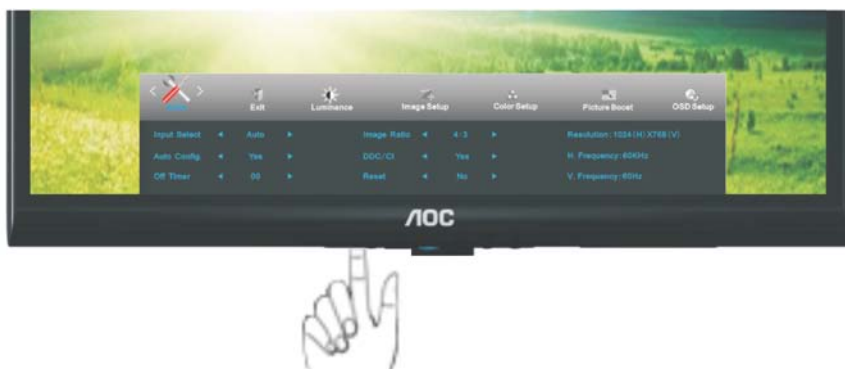 Exit Luminance Image Setup Color Setup Picture Boost OSD Setup
Input Select Auto Image Ratio 4:3 Resolution: 1024(H)X768(V)
Auto Config. Yes DDC/CI Yes H. Frequency: 60KHz
Off Timer 00 Reset No V. Frequency: 60Hz
AOC